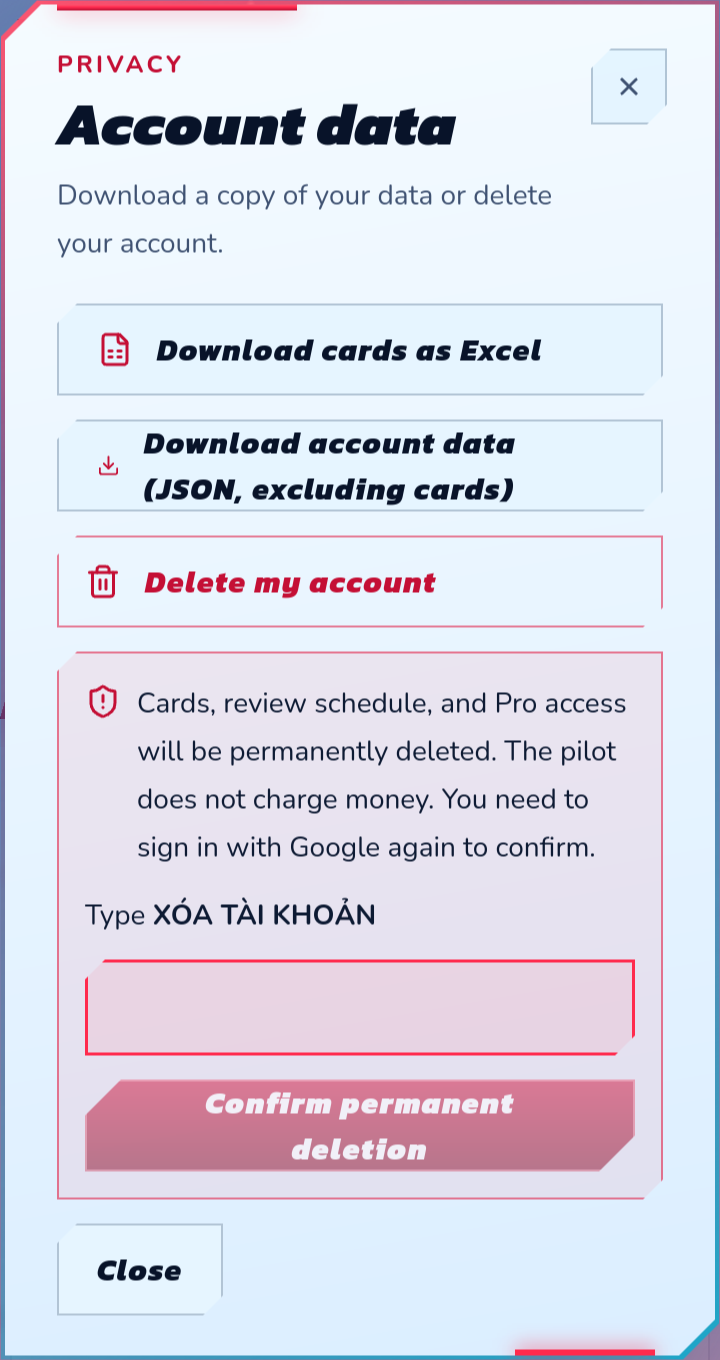 PRIVACY
Account data
Download a copy of your data or delete
your account.
Download cards as Excel
Download account data
(JSON, excluding cards)
Delete my account
Cards, review schedule, and Pro access
will be permanently deleted. The pilot
does not charge money. You need to
sign in with Google again to confirm.
Type XÓA TÀI KHOẢN
Confirm permanent
deletion
Close